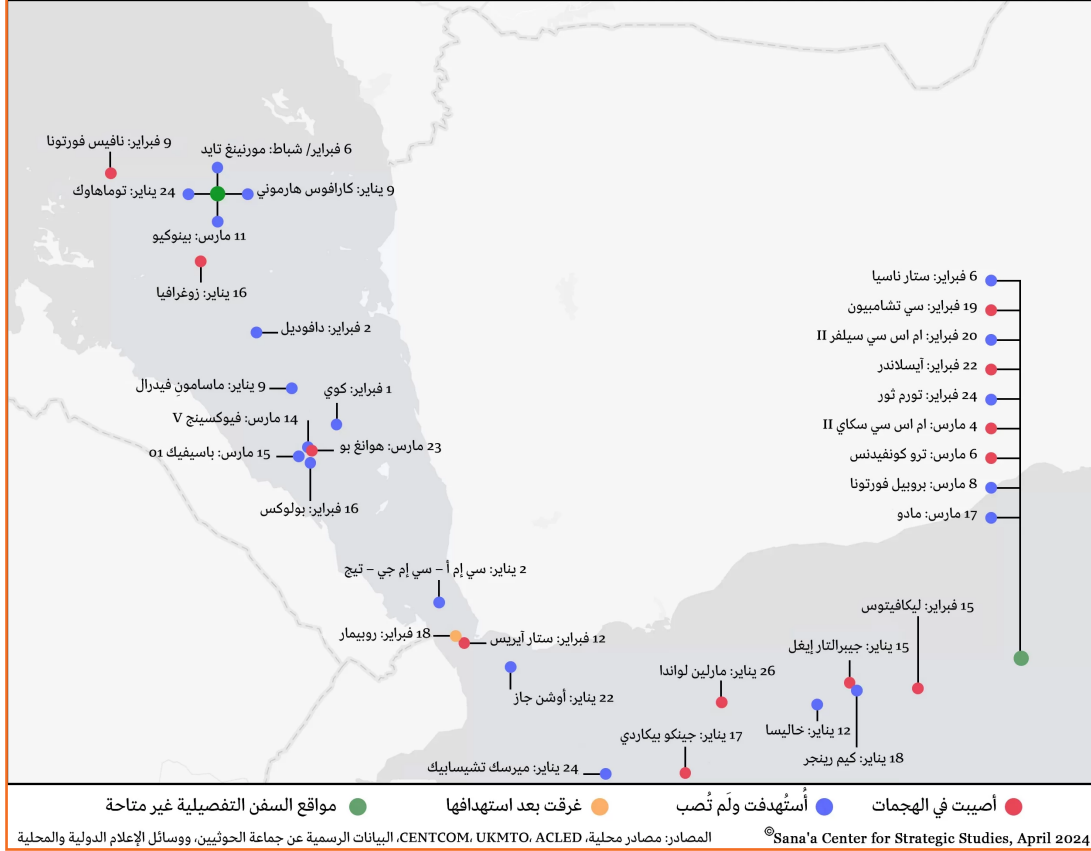 9 فبراير: نافيس فورتونا
6 فبراير/ شباط: مورنينغ تايد
24 يناير: توماهاوك
9 يناير: كارافوس هارموني
11 مارس: بينوكيو
16 يناير: زوغرافيا
2 فبراير: دافوديل
9 يناير: ماسامونِ فيدرال
1 فبراير: كوي
14 مارس: فيوكسينج V
23 مارس: هوانغ بو
15 مارس: باسيفيك 01
16 فبراير: بولوكس
2 يناير: سي إم أ – سي إم جي – تيج
18 فبراير: روبيمار
12 فبراير: ستار آيريس
22 يناير: أوشن جاز
24 يناير: ميرسك تشيسابيك
6 فبراير: ستار ناسيا
19 فبراير: سي تشامبيون
20 فبراير: ام اس سي سيلفر II
22 فبراير: آيسلاندر
24 فبراير: تورم ثور
4 مارس: ام اس سي سكاي II
6 مارس: ترو كونفيدنس
8 مارس: بروبيل فورتونا
17 مارس: مادو
15 فبراير: ليكافيتوس
15 يناير: جيبرالتار إيغل
26 يناير: مارلين لواندا
12 يناير: خاليسا
17 يناير: جينكو بيكاردي
18 يناير: كيم رينجر
أصيبت في الهجمات
أُستُهدفت ولَم تُصب
غرقت بعد استهدافها
مواقع السفن التفصيلية غير متاحة
©Sana'a Center for Strategic Studies, April 2024
المصادر: مصادر محلية، CENTCOM، UKMTO، ACLED، البيانات الرسمية عن جماعة الحوثيين، ووسائل الإعلام الدولية والمحلية